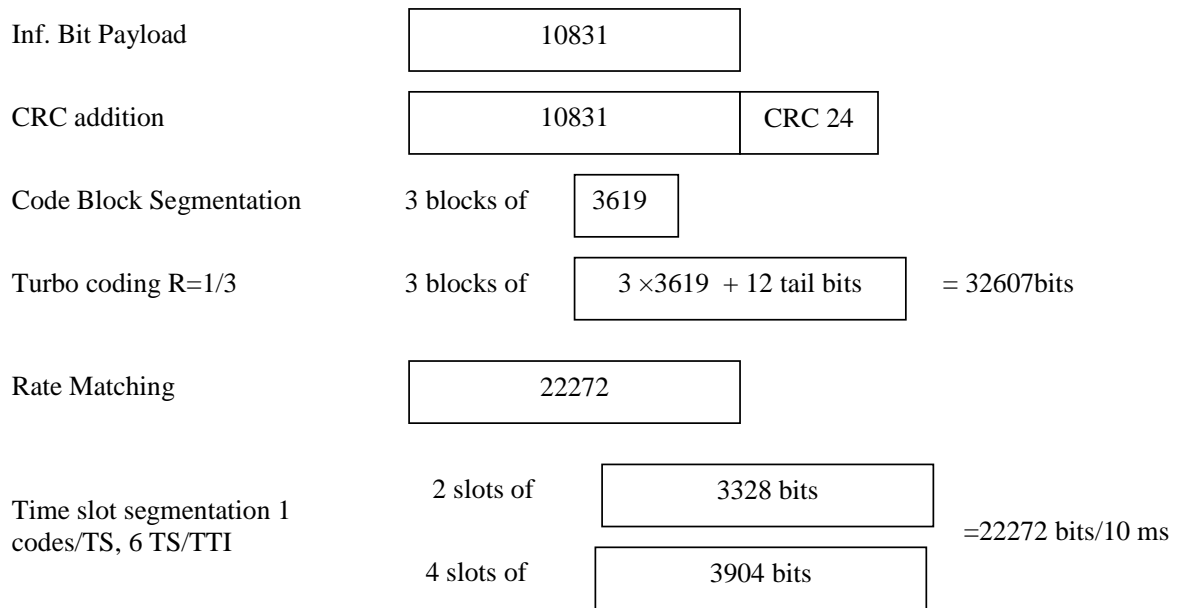 Inf. Bit Payload 10831
CRC addition 10831 CRC 24
Code Block Segmentation 3 blocks of 3619
Turbo coding R=1/3 3 blocks of 3 ×3619 + 12 tail bits = 32607bits
Rate Matching 22272
2 slots of 3328 bits
Time slot segmentation 1
codes/TS, 6 TS/TTI =22272 bits/10 ms
4 slots of 3904 bits